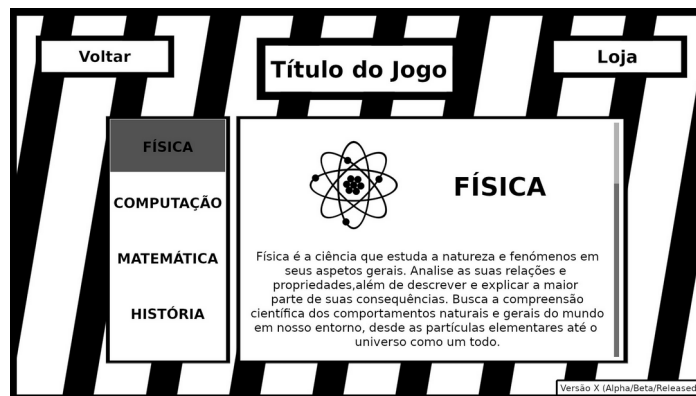 Voltar
Título do Jogo
Loja
FÍSICA
COMPUTAÇÃO
MATEMÁTICA
HISTÓRIA
FÍSICA
Física é a ciência que estuda a natureza e fenómenos em
seus aspetos gerais. Analise as suas relações e
propriedades,além de descrever e explicar a maior
parte de suas consequências. Busca a compreensão
científica dos comportamentos naturais e gerais do mundo
em nosso entorno, desde as partículas elementares até o
universo como um todo.
Versão X (Alpha/Beta/Released